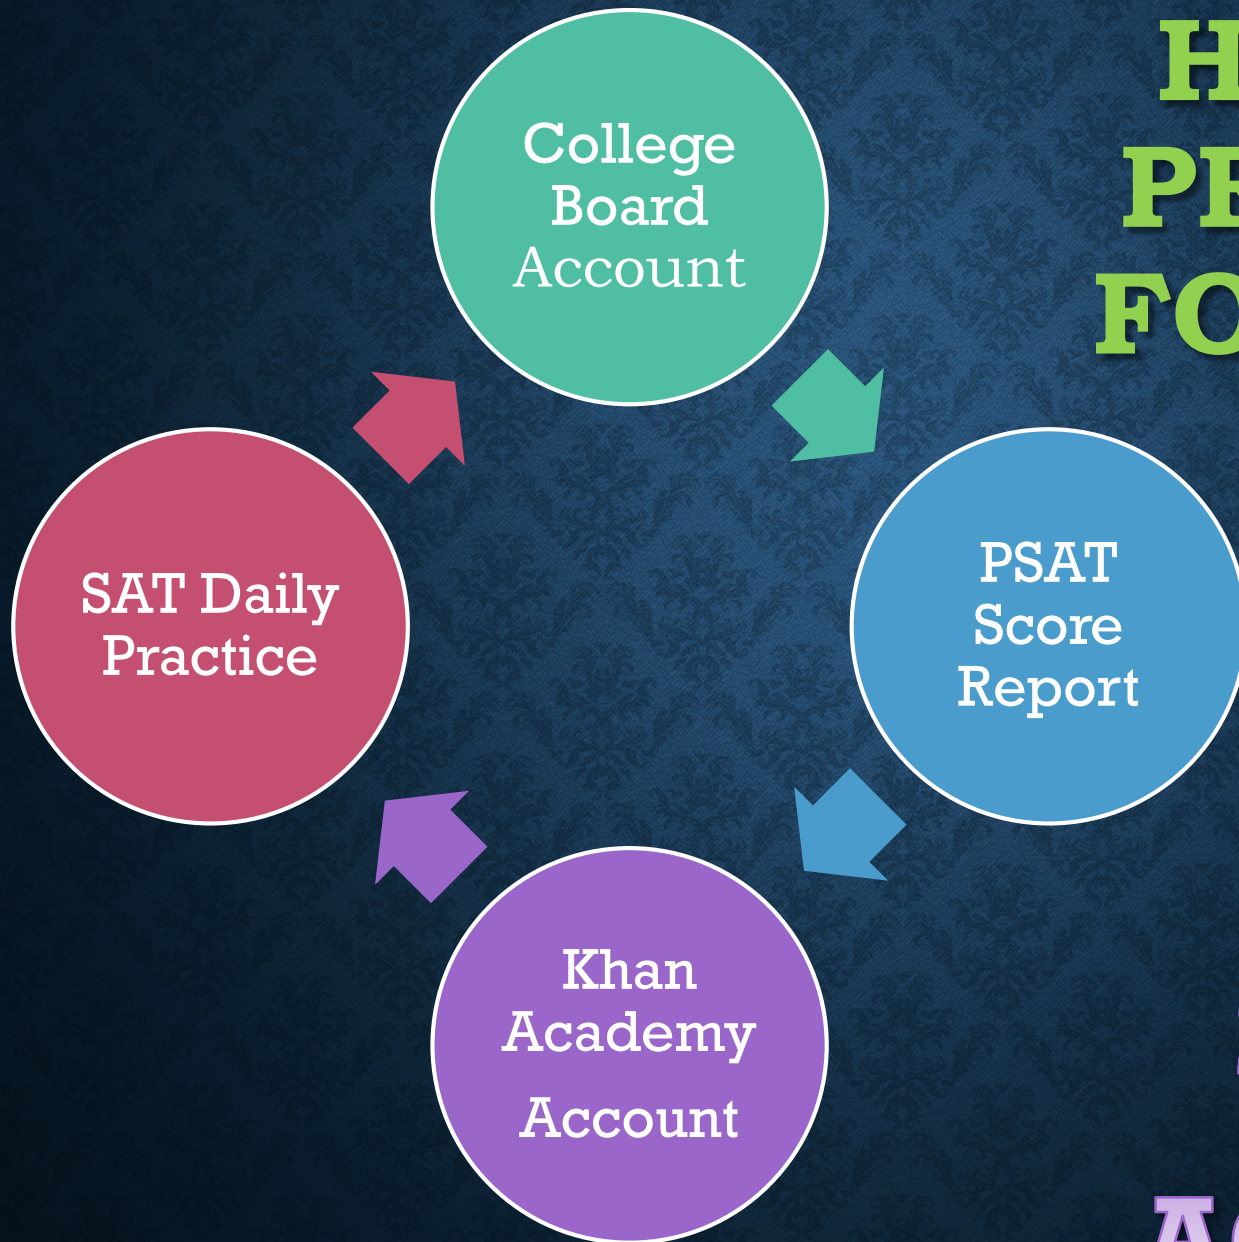 College
Board
Account
PSAT
Score
Report
Khan
Academy
Account
SAT Daily
Practice